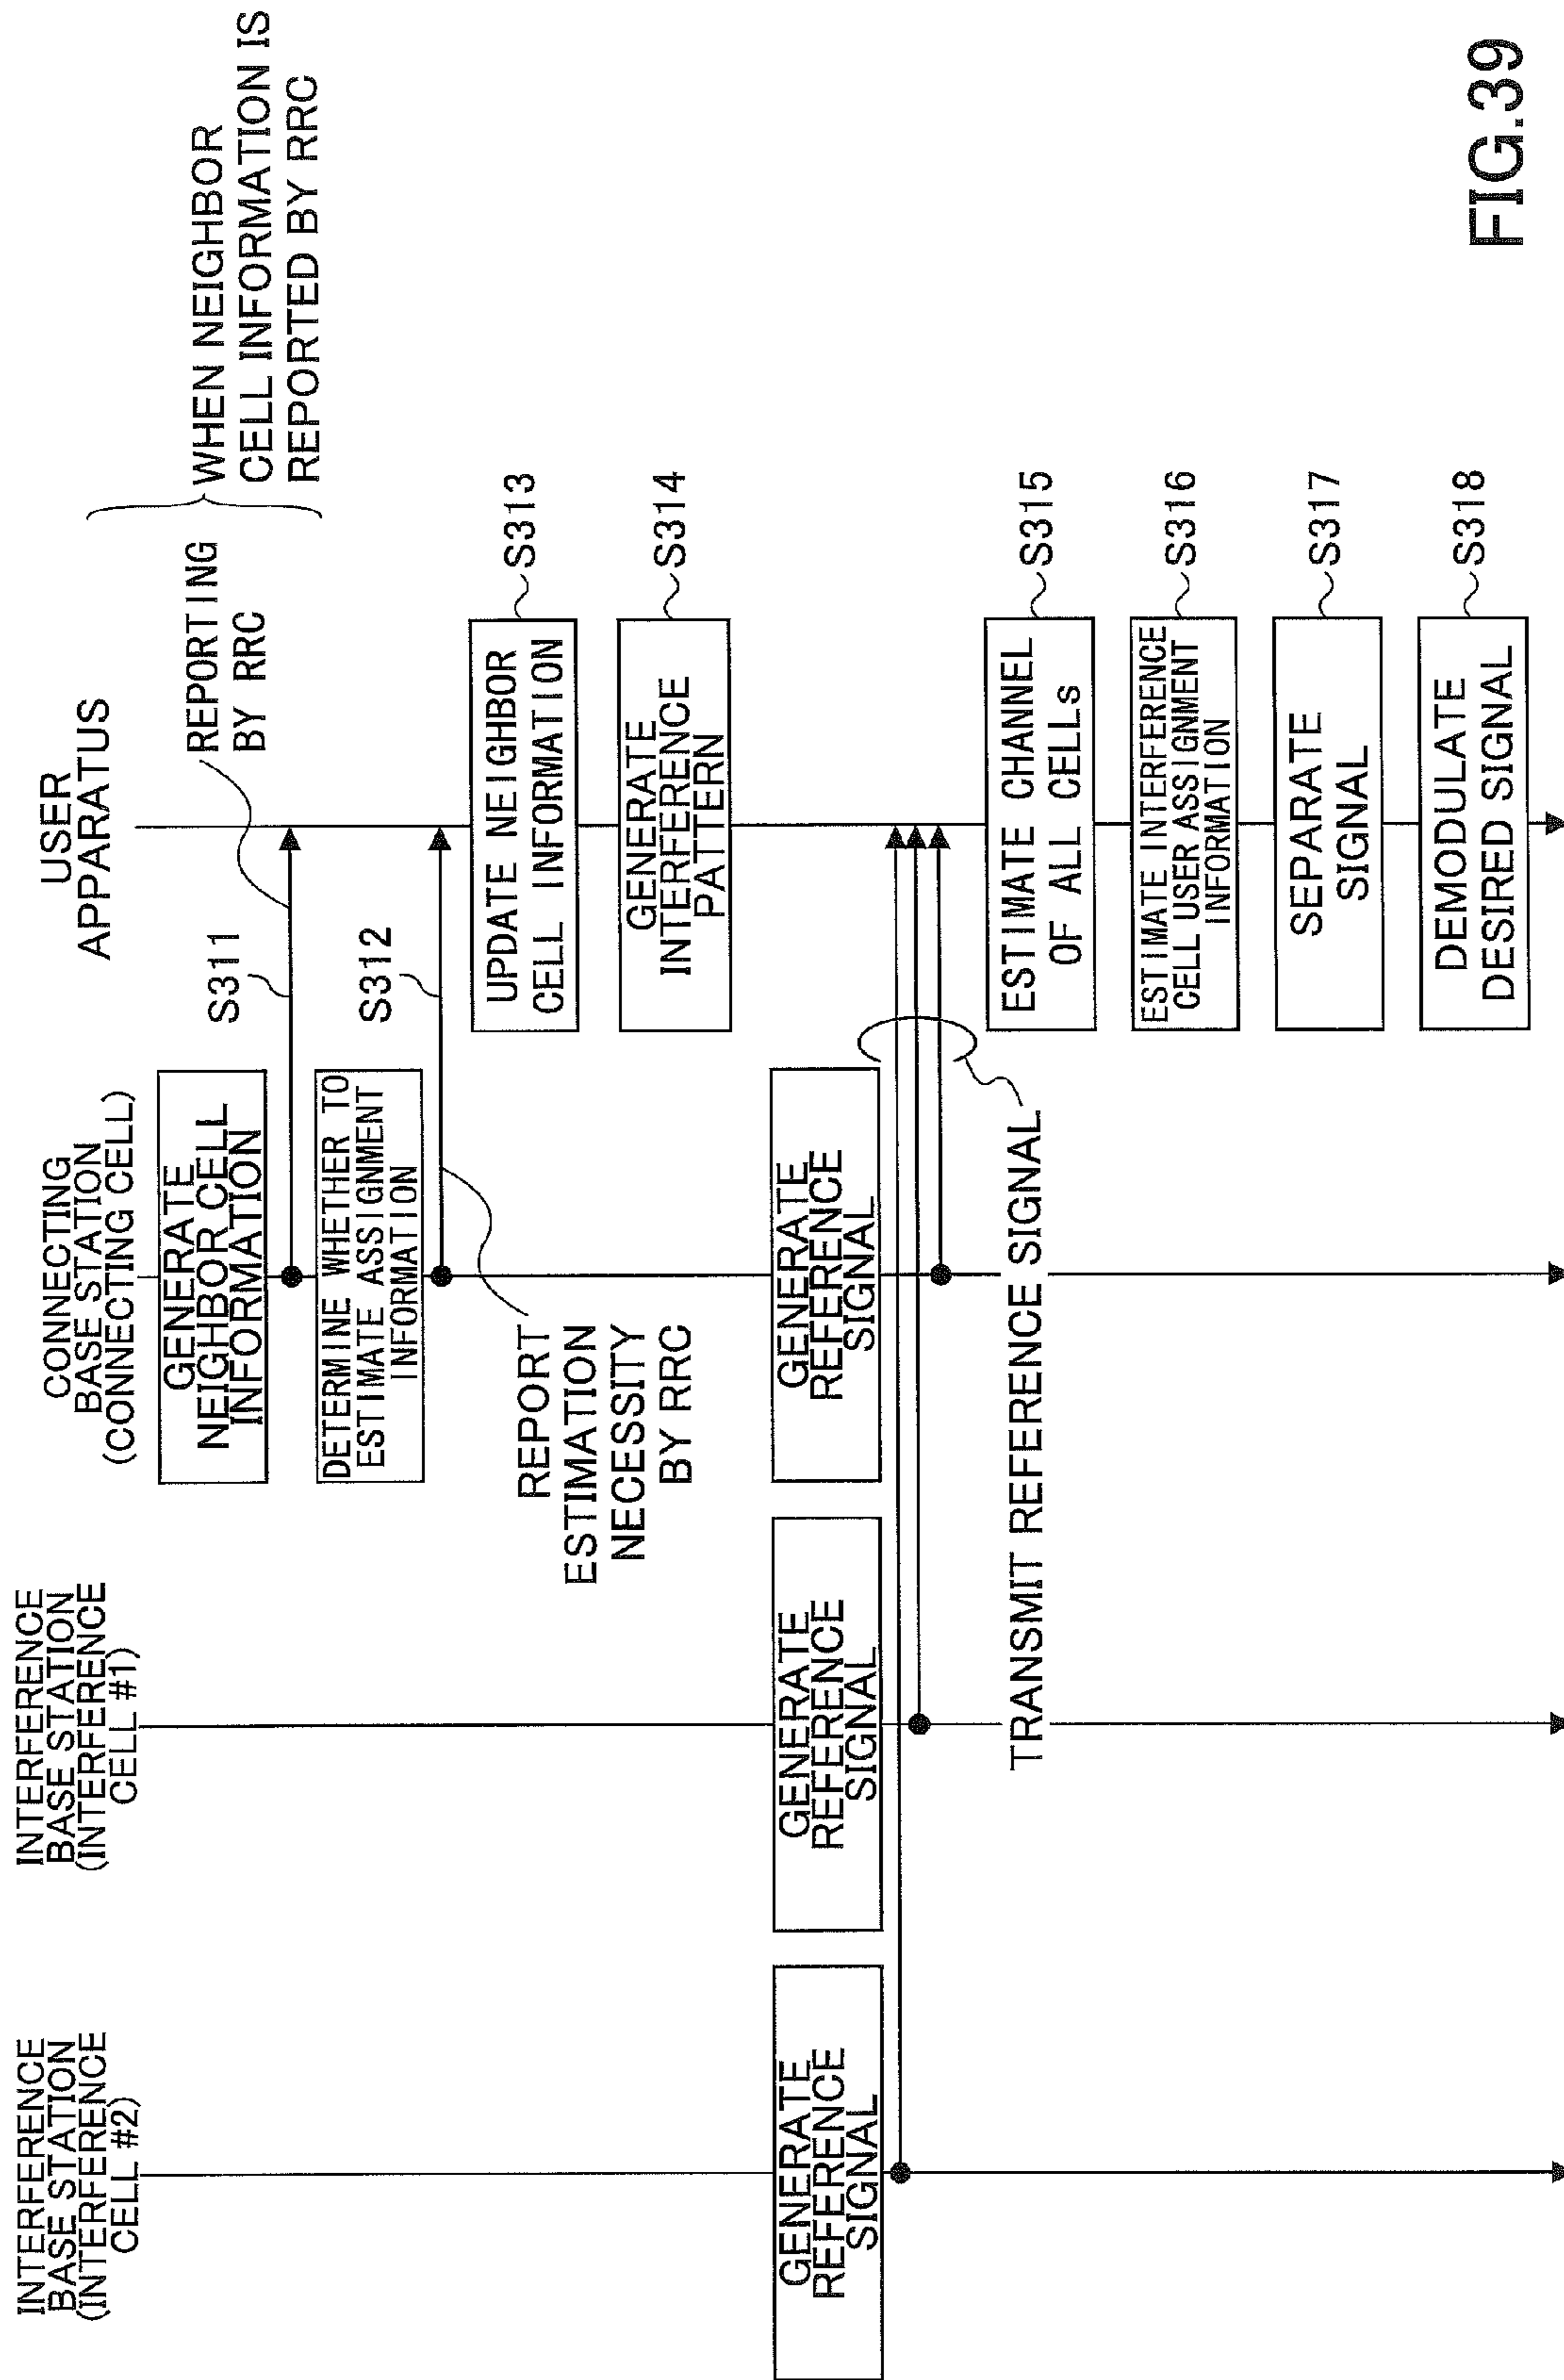 INTERFERENCE
BASE STATION
(INTERFERENCE
CELL #2)
INTERFERENCE
BASE STATION
(INTERFERENCE
CELL #1)
CONNECTING
BASE STATION
(CONNECTING CELL)
USER
APPARATUS
GENERATE
NEIGHBOR CELL
INFORMATION
S311
REPORTING
BY RRC
WHEN NEIGHBOR
CELL INFORMATION IS
REPORTED BY RRC
DETERMINE WHETHER TO
ESTIMATE ASSIGNMENT
INFORMATION
S312
REPORT
ESTIMATION
NECESSITY
BY RRC
UPDATE NEIGHBOR
CELL INFORMATION
S313
GENERATE
INTERFERENCE
PATTERN
S314
GENERATE
REFERENCE
SIGNAL
GENERATE
REFERENCE
SIGNAL
GENERATE
REFERENCE
SIGNAL
TRANSMIT REFERENCE SIGNAL
ESTIMATE CHANNEL
OF ALL CELLs
S315
ESTIMATE INTERFERENCE
CELL USER ASSIGNMENT
INFORMATION
S316
SEPARATE
SIGNAL
S317
DEMODULATE
DESIRED SIGNAL
S318
FIG.39